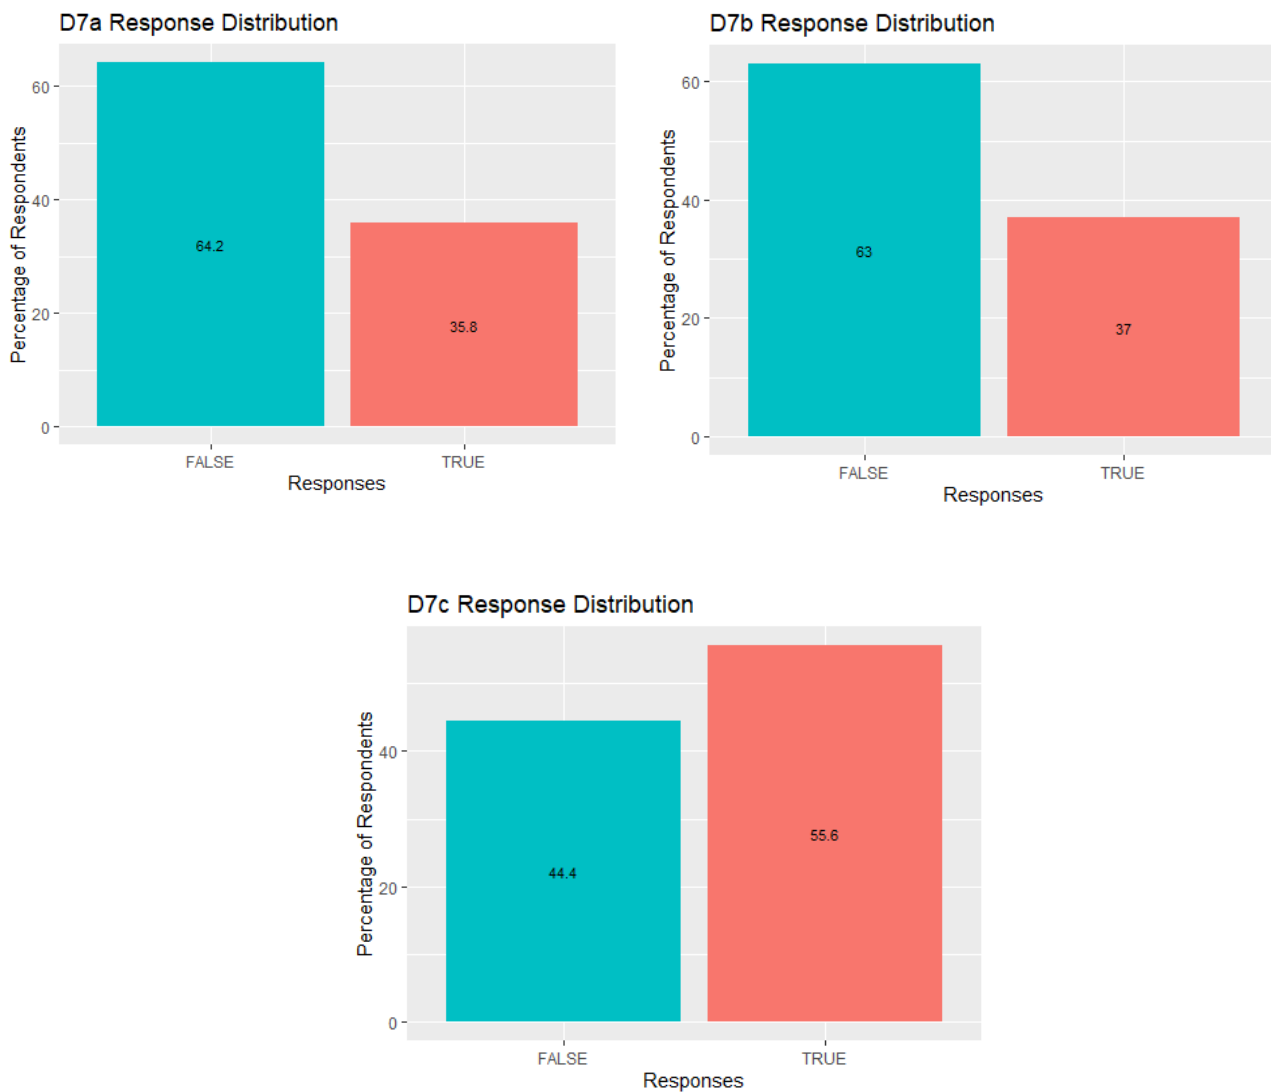 D7a Response Distribution
Percentage of Respondents
60
40
20
0
64.2
35.8
FALSE
TRUE
Responses
D7b Response Distribution
Percentage of Respondents
60
40
20
0
63
37
FALSE
TRUE
Responses
D7c Response Distribution
Percentage of Respondents
40
20
0
44.4
55.6
FALSE
TRUE
Responses